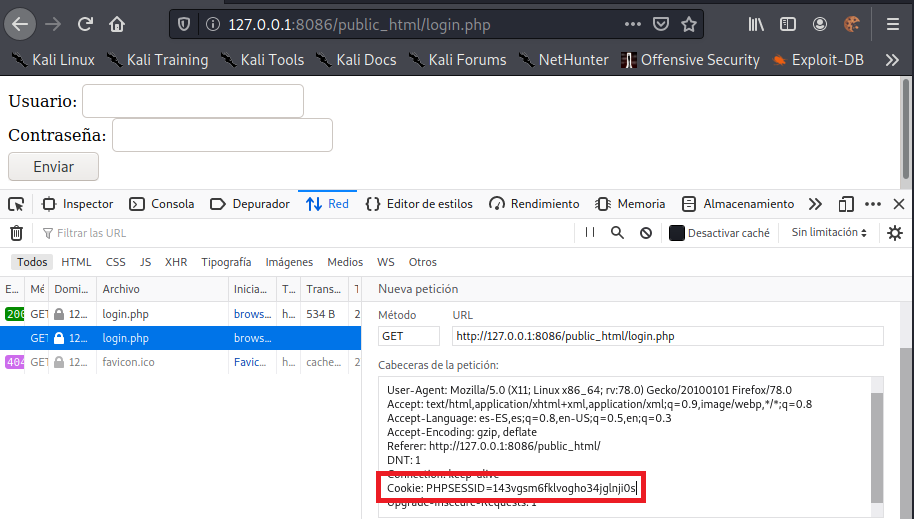 127.0.0.1:8086/public_html/login.php
Kali Linux Kali Training Kali Tools Kali Docs Kali Forums NetHunter Offensive Security Exploit-DB
Usuario:
Contraseña:
Enviar
Inspector Consola Depurador Red Editor de estilos Rendimiento Memoria Almacenamiento
Filtrar las URL Desactivar caché Sin limitación
Todos HTML CSS JS XHR Tipografía Imágenes Medios WS Otros
E... Mé Domi... Archivo Inicia... T... Trans... T Nueva petición
200 GET 12... login.php brows... h... 534 B 2
Método URL
GET 12... login.php brows...
GET http://127.0.0.1:8086/public_html/login.php
404 GET 12... favicon.ico Favic... h... cache... 2
Cabeceras de la petición:
User-Agent: Mozilla/5.0 (X11; Linux x86_64; rv:78.0) Gecko/20100101 Firefox/78.0
Accept: text/html,application/xhtml+xml,application/xml;q=0.9,image/webp,*/*;q=0.8
Accept-Language: es-ES,es;q=0.8,en-US;q=0.5,en;q=0.3
Accept-Encoding: gzip, deflate
Referer: http://127.0.0.1:8086/public_html/
DNT: 1
Connection: keep-alive
Cookie: PHPSESSID=143vgsm6fklvogho34jglnji0s
Upgrade-Insecure-Requests: 1